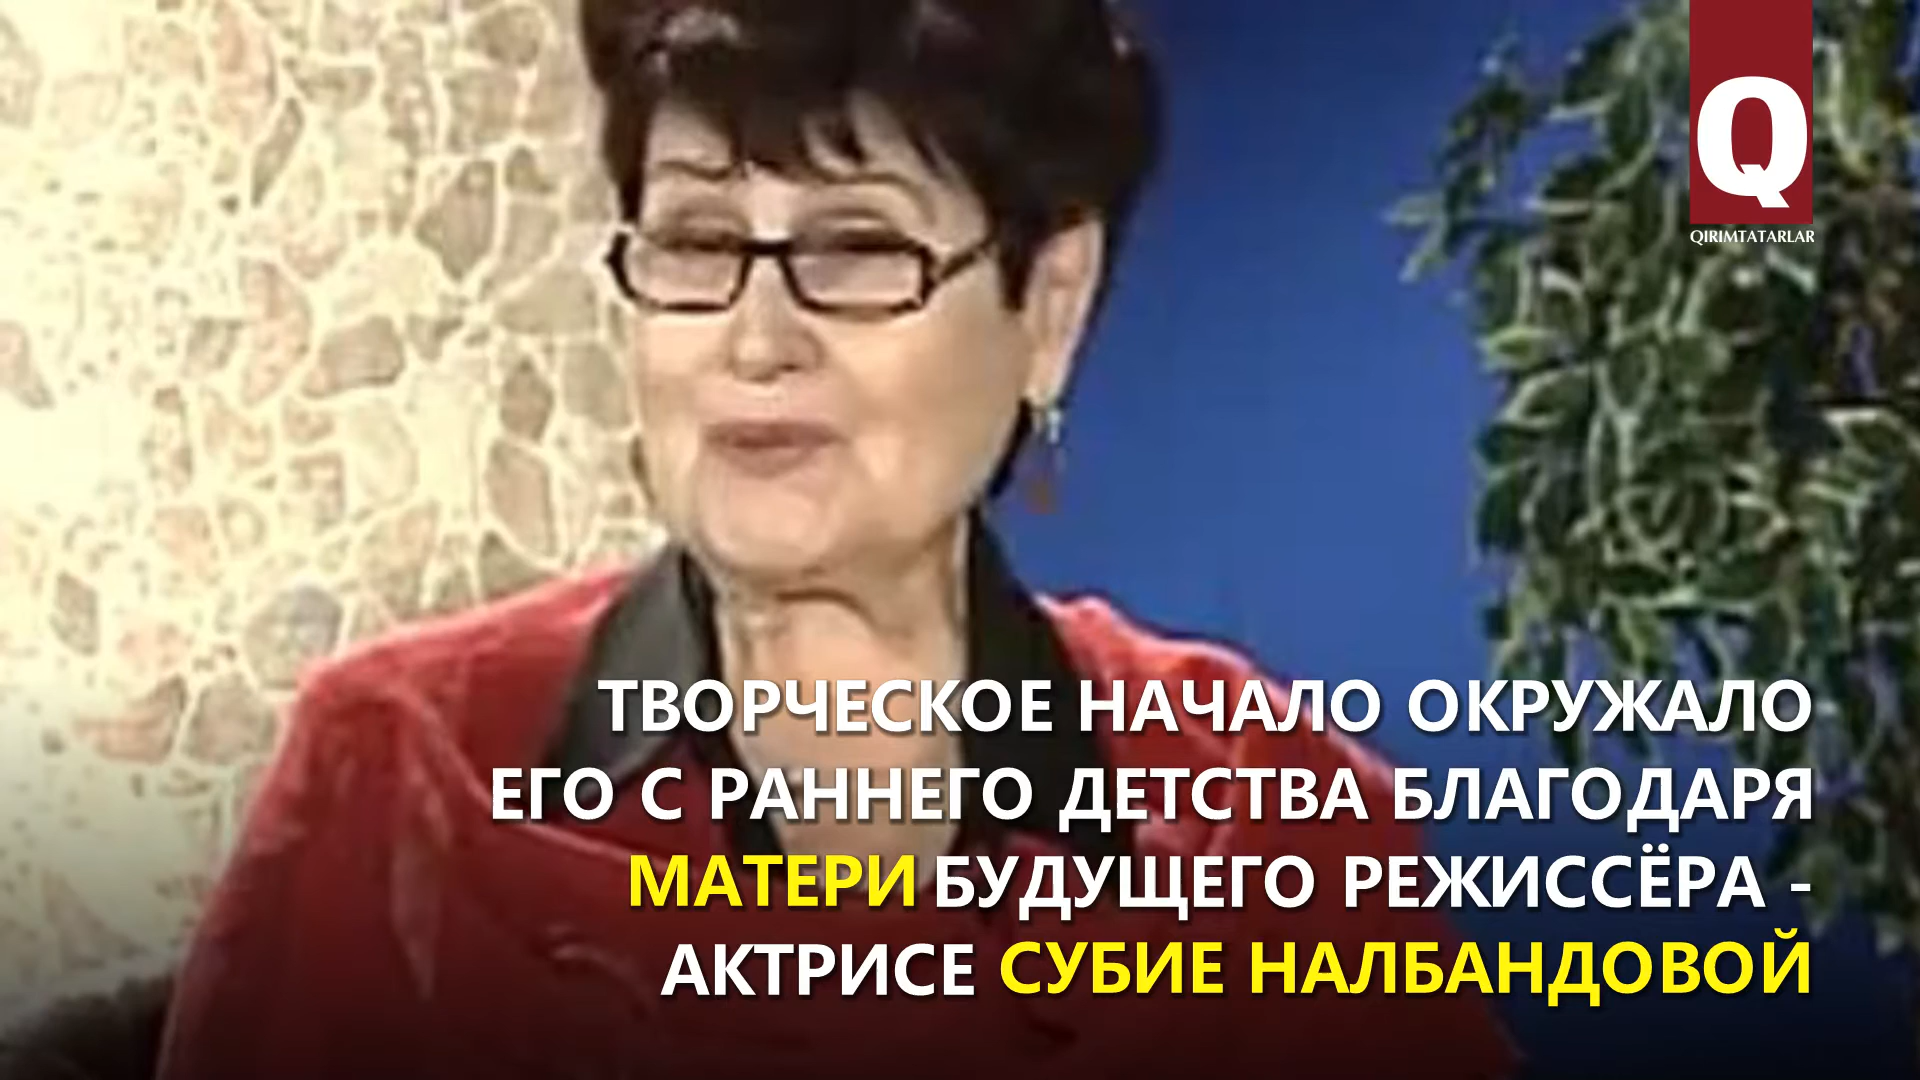 Q
QIRIMTATARLAR
ТВОРЧЕСКОЕ НАЧАЛО ОКРУЖАЛО
ЕГО С РАННЕГО ДЕТСТВА БЛАГОДАРЯ
МАТЕРИ БУДУЩЕГО РЕЖИССЁРА -
АКТРИСЕ СУБИЕ НАЛБАНДОВОЙ